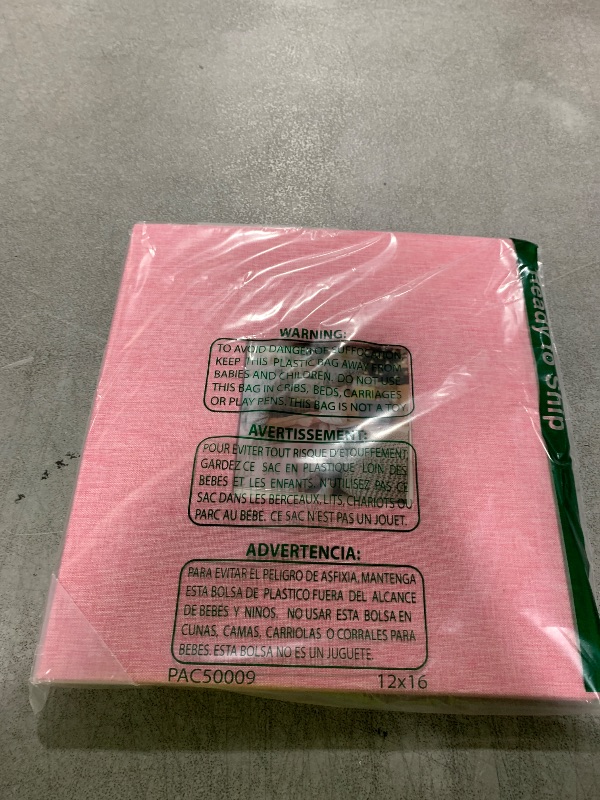 WARNING:
TO AVOID DANGER OF SUFFOCATION
KEEP THIS PLASTIC BAG AWAY FROM
BABIES AND CHILDREN. DO NOT USE
THIS BAG IN CRIBS, BEDS, CARRIAGES
OR PLAY PENS. THIS BAG IS NOT A TOY
AVERTISSEMENT:
POUR EVITER TOUT RISQUE D'ETOUFFEMENT
GARDEZ CE SAC EN PLASTIQUE LOIN DES
BEBES ET LES ENFANTS. N'UTILISEZ PAS CE
SAC DANS LES BERCEAUX, LITS, CHARIOTS OU
PARC AU BÉBÉ. CE SAC N'EST PAS UN JOUET.
ADVERTENCIA:
PARA EVITAR EL PELIGRO DE ASFIXIA, MANTENGA
ESTA BOLSA DE PLASTICO FUERA DEL ALCANCE
DE BEBES Y NINOS. NO USAR ESTA BOLSA EN
CUNAS, CAMAS, CARRIOLAS O CORRALES PARA
BEBES. ESTA BOLSA NO ES UN JUGUETE.
PAC50009 12x16
Ready to Ship